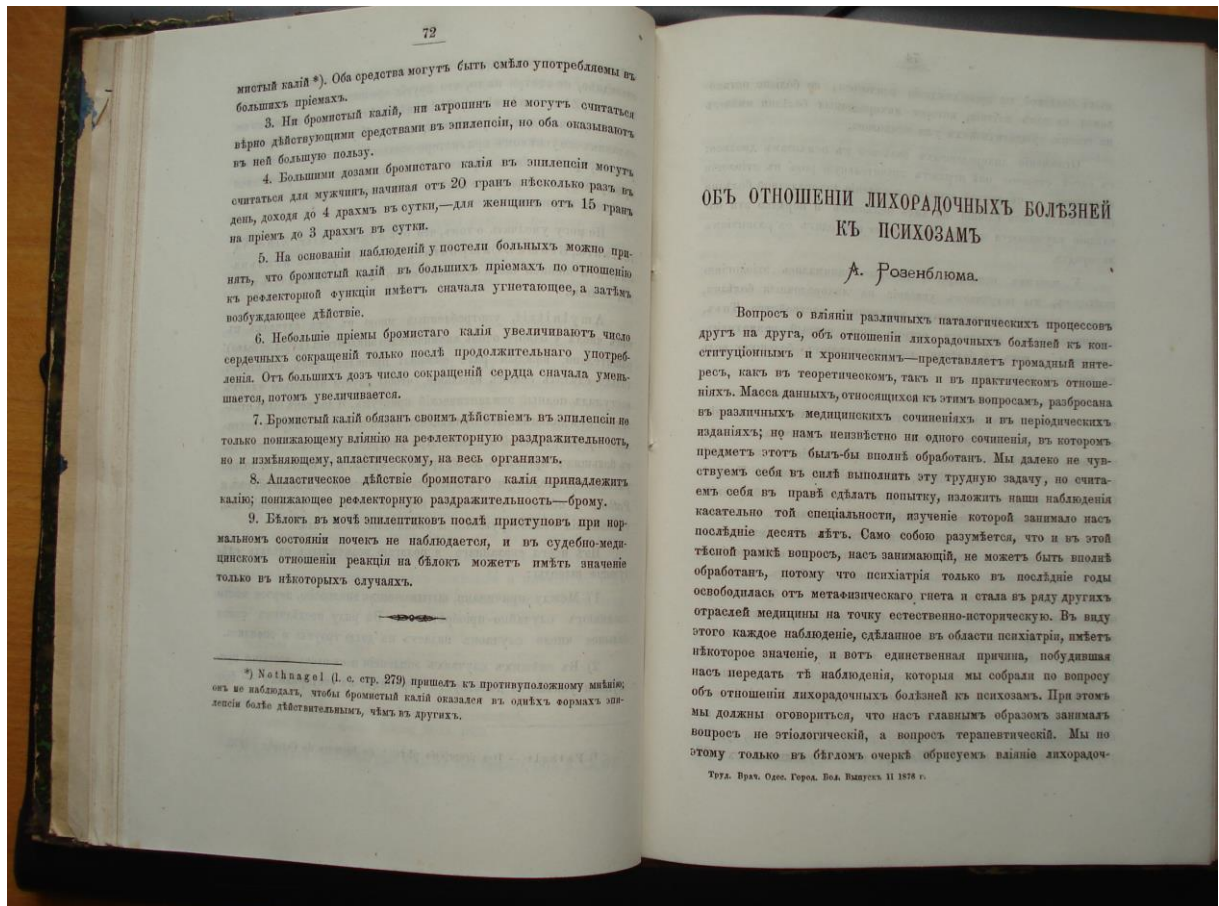 72
мистый калій *). Оба средства могутъ быть смѣло употребляемы въ
большихъ пріемахъ.
3. Ни бромистый калій, ни атропинъ не могутъ считаться
вѣрно дѣйствующими средствами въ эпилепсіи, но оба оказываютъ
въ ней большую пользу.
4. Большими дозами бромистаго калія въ эпилепсіи могутъ
считаться для мужчинъ, начиная отъ 20 гранъ нѣсколько разъ въ
день, доходя до 4 драхмъ въ сутки,—для женщинъ отъ 15 гранъ
на пріемъ до 3 драхмъ въ сутки.
5. На основаніи наблюденій у постели больныхъ можно при-
нять, что бромистый калій въ большихъ пріемахъ по отношенію
къ рефлекторной функціи имѣетъ сначала угнетающее, а затѣмъ
возбуждающее дѣйствіе.
6. Небольшіе пріемы бромистаго калія увеличиваютъ число
сердечныхъ сокращеній только послѣ продолжительнаго употреб-
ленія. Отъ большихъ дозъ число сокращеній сердца сначала умень-
шается, потомъ увеличивается.
7. Бромистый калій обязанъ своимъ дѣйствіемъ въ эпилепсіи не
только понижающему вліянію на рефлекторную раздражительность,
но и измѣняющему, апластическому, на весь организмъ.
8. Апластическое дѣйствіе бромистаго калія принадлежитъ
калію; понижающее рефлекторную раздражительность—брому.
9. Бѣлокъ въ мочѣ эпилептиковъ послѣ приступовъ при нор-
мальномъ состояніи почекъ не наблюдается, и въ судебно-меди-
цинскомъ отношеніи реакція на бѣлокъ можетъ имѣть значеніе
только въ нѣкоторыхъ случаяхъ.
*) Nothnagel (l. c. стр. 279) пришелъ къ противуположному мнѣнію;
онъ не наблюдалъ, чтобы бромистый калій оказался въ однѣхъ формахъ эпи-
лепсіи болѣе дѣйствительнымъ, чѣмъ въ другихъ.
ОБЪ ОТНОШЕНІИ ЛИХОРАДОЧНЫХЪ БОЛѢЗНЕЙ
КЪ ПСИХОЗАМЪ
А. Розенблюма.
Вопросъ о вліяніи различныхъ паталогическихъ процессовъ
другъ на друга, объ отношеніи лихорадочныхъ болѣзней къ кон-
ституціоннымъ и хроническимъ—представляетъ громадный инте-
ресъ, какъ въ теоретическомъ, такъ и въ практическомъ отноше-
ніяхъ. Масса данныхъ, относящихся къ этимъ вопросамъ, разбросана
въ различныхъ медицинскихъ сочиненіяхъ и въ періодическихъ
изданіяхъ; но намъ неизвѣстно ни одного сочиненія, въ которомъ
предметъ этотъ былъ-бы вполнѣ обработанъ. Мы далеко не чув-
ствуемъ себя въ силѣ выполнить эту трудную задачу, но счита-
емъ себя въ правѣ сдѣлать попытку, изложить наши наблюденія
касательно той спеціальности, изученіе которой занимало насъ
послѣдніе десять лѣтъ. Само собою разумѣется, что и въ этой
тѣсной рамкѣ вопросъ, насъ занимающій, не можетъ быть вполнѣ
обработанъ, потому что психіатрія только въ послѣдніе годы
освободилась отъ метафизическаго гнета и стала въ ряду другихъ
отраслей медицины на точку естественно-историческую. Въ виду
этого каждое наблюденіе, сдѣланное въ области психіатріи, имѣетъ
нѣкоторое значеніе, и вотъ единственная причина, побудившая
насъ передать тѣ наблюденія, которыя мы собрали по вопросу
объ отношеніи лихорадочныхъ болѣзней къ психозамъ. При этомъ
мы должны оговориться, что насъ главнымъ образомъ занималъ
вопросъ не этіологическій, а вопросъ терапевтическій. Мы по
этому только въ бѣгломъ очеркѣ обрисуемъ вліяніе лихорадоч-
Труд. Врач. Одес. Город. Бол. Выпускъ II 1876 г.